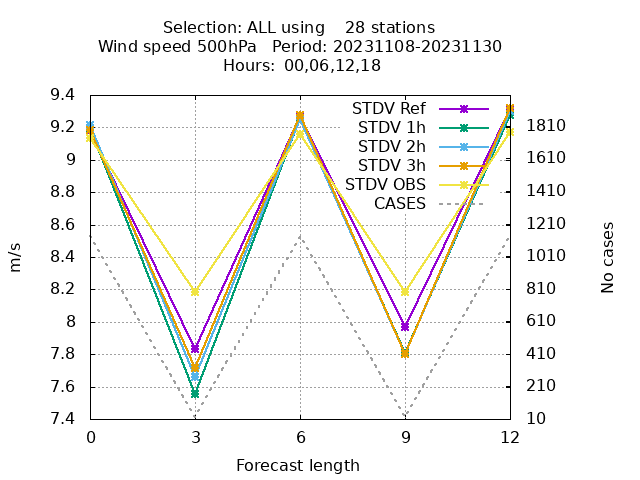 Selection: ALL using    28 stations
Wind speed 500hPa   Period: 20231108-20231130
Hours: 00,06,12,18
STDV Ref
STDV 1h
STDV 2h
STDV 3h
STDV OBS
CASES
9.4
9.2
9
8.8
8.6
8.4
8.2
8
7.8
7.6
7.4
1810
1610
1410
1210
1010
810
610
410
210
10
m/s
No cases
0 3 6 9 12
Forecast length